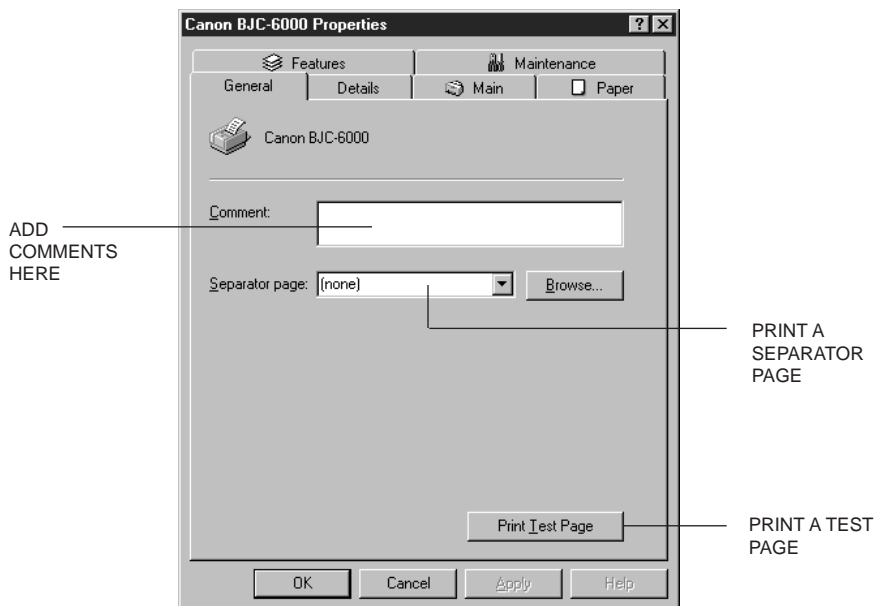 Canon BJC-6000 Properties
Features
Maintenance
General
Details
Main
Paper
Canon BJC-6000
Comment:
ADD
COMMENTS
HERE
Separator page:
(none)
Browse...
PRINT A
SEPARATOR
PAGE
Print Test Page
PRINT A TEST
PAGE
OK
Cancel
Apply
Help